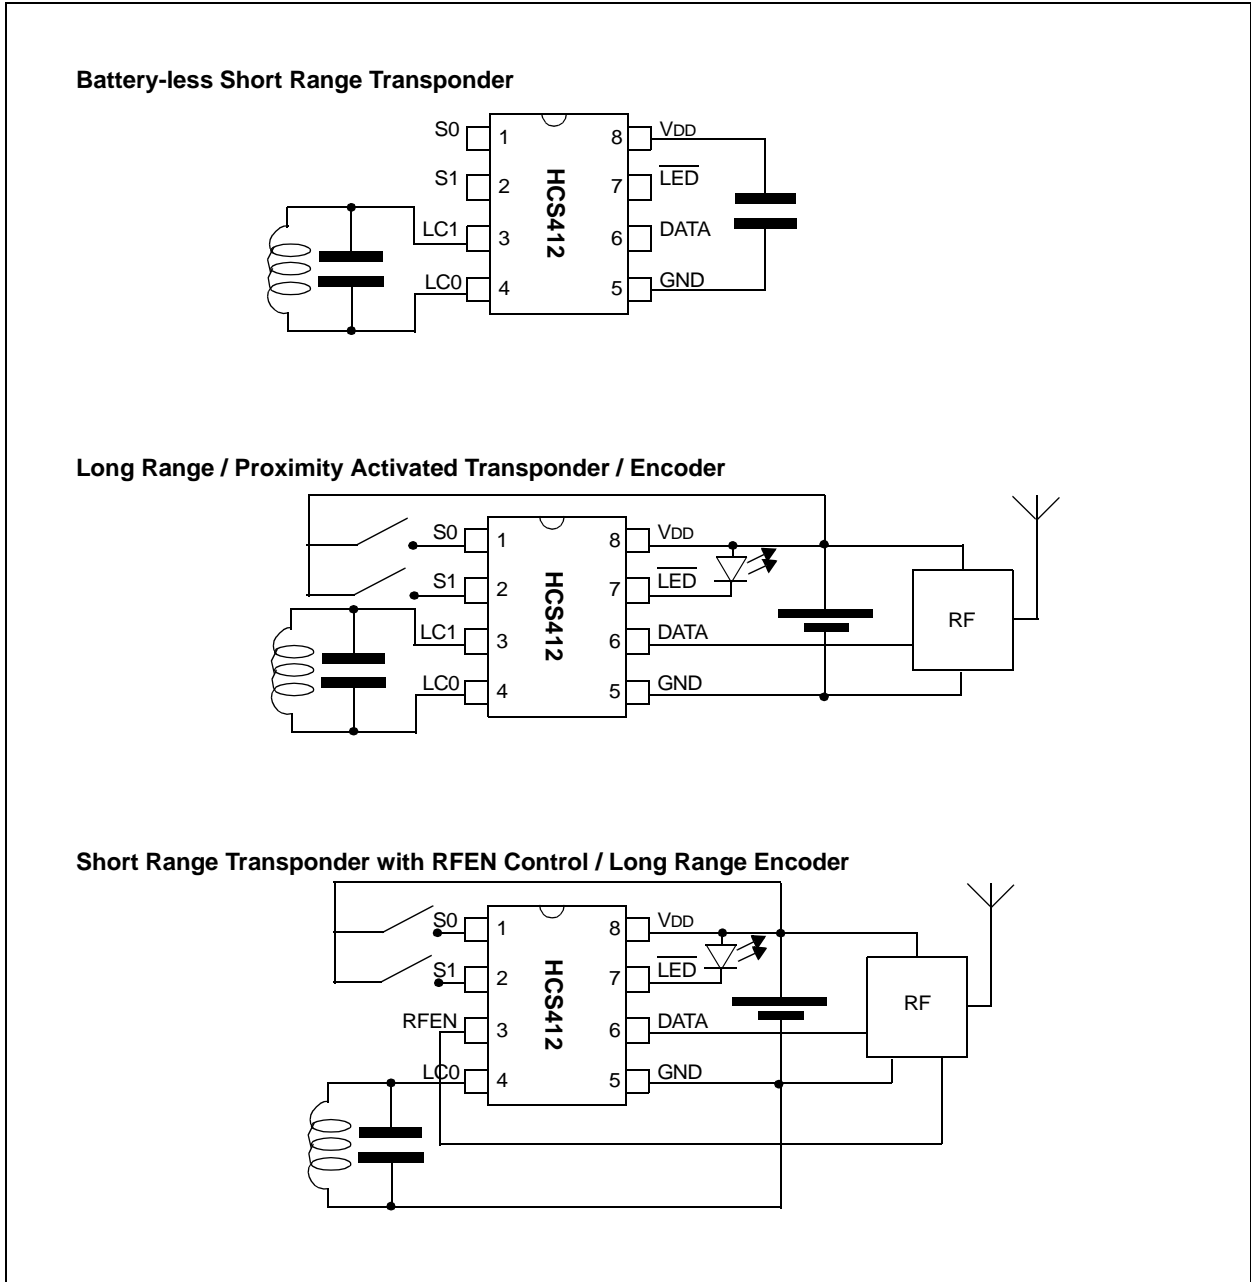 Battery-less Short Range Transponder
S0 1 8 VDD
S1 2 7 LED
HCS412
LC1 3 6 DATA
LC0 4 5 GND
Long Range / Proximity Activated Transponder / Encoder
S0 1 8 VDD
S1 2 7 LED
HCS412
RF
LC1 3 6 DATA
LC0 4 5 GND
Short Range Transponder with RFEN Control / Long Range Encoder
S0 1 8 VDD
S1 2 7 LED
HCS412
RF
RFEN 3 6 DATA
LC0 4 5 GND